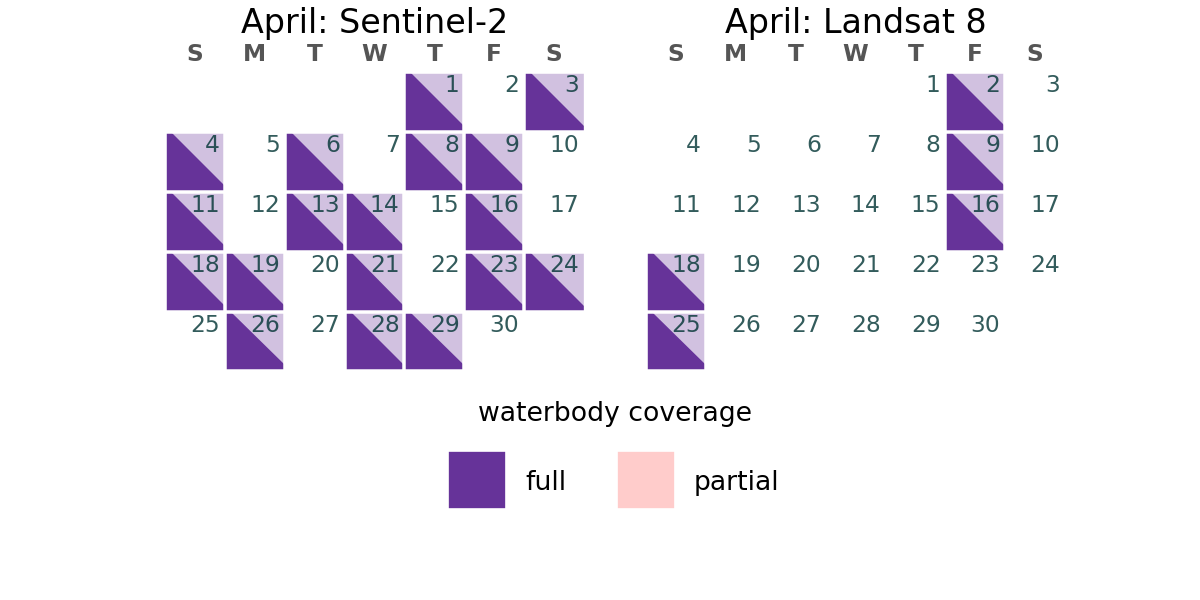 April: Sentinel-2
S M T W T F S
1 2 3
4 5 6 7 8 9 10
11 12 13 14 15 16 17
18 19 20 21 22 23 24
25 26 27 28 29 30
April: Landsat 8
S M T W T F S
1 2 3
4 5 6 7 8 9 10
11 12 13 14 15 16 17
18 19 20 21 22 23 24
25 26 27 28 29 30
waterbody coverage
full partial